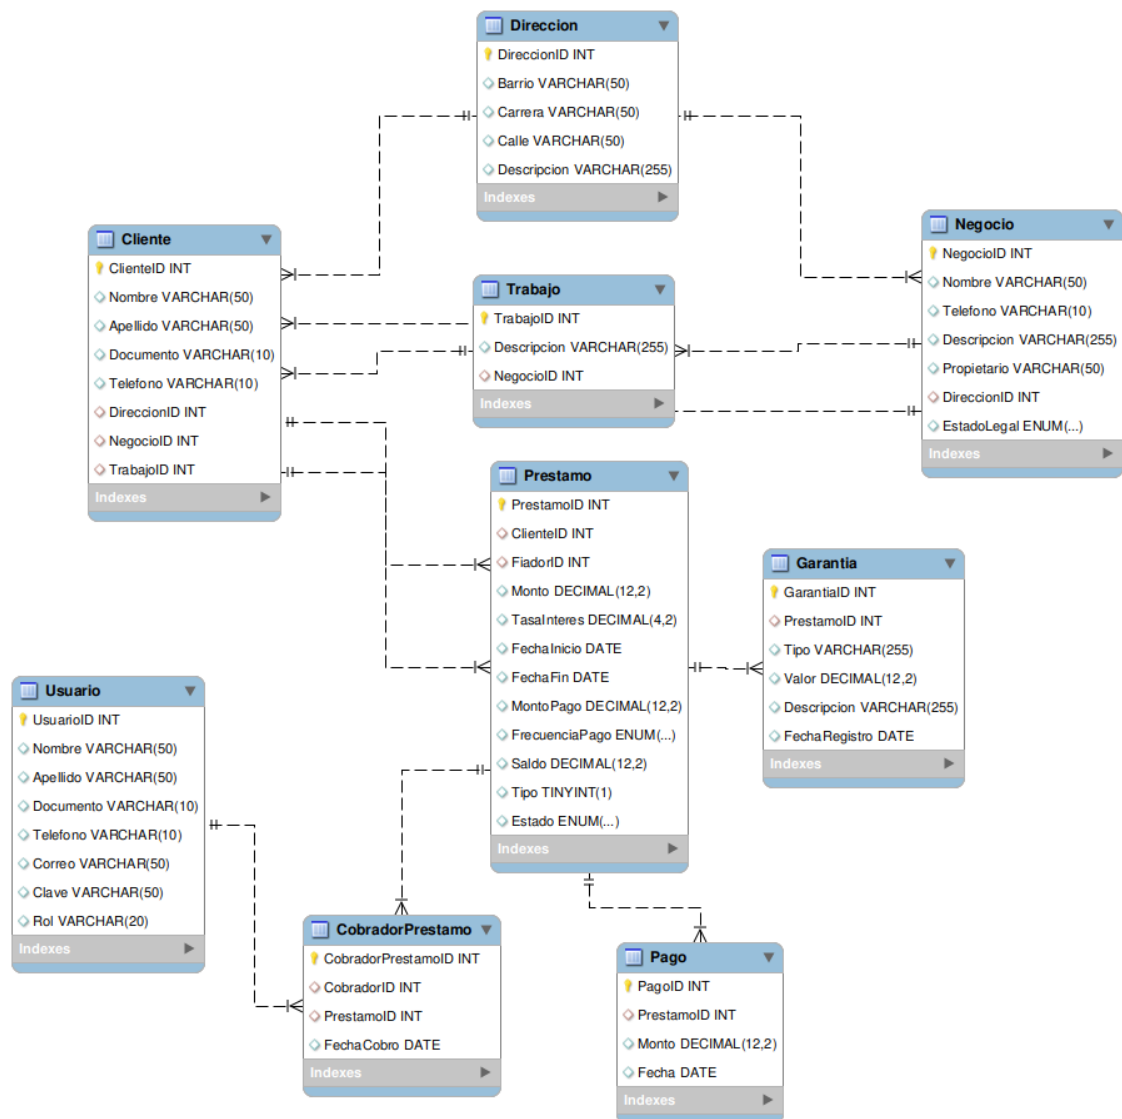 Direccion
DireccionID INT
Barrio VARCHAR(50)
Carrera VARCHAR(50)
Calle VARCHAR(50)
Descripcion VARCHAR(255)
Indexes
Cliente
ClienteID INT
Nombre VARCHAR(50)
Apellido VARCHAR(50)
Documento VARCHAR(10)
Telefono VARCHAR(10)
DireccionID INT
NegocioID INT
TrabajoID INT
Indexes
Trabajo
TrabajoID INT
Descripcion VARCHAR(255)
NegocioID INT
Indexes
Negocio
NegocioID INT
Nombre VARCHAR(50)
Telefono VARCHAR(10)
Descripcion VARCHAR(255)
Propietario VARCHAR(50)
DireccionID INT
EstadoLegal ENUM(...)
Indexes
Prestamo
PrestamoID INT
ClienteID INT
FiadorID INT
Monto DECIMAL(12,2)
TasaInteres DECIMAL(4,2)
FechaInicio DATE
FechaFin DATE
MontoPago DECIMAL(12,2)
FrecuenciaPago ENUM(...)
Saldo DECIMAL(12,2)
Tipo TINYINT(1)
Estado ENUM(...)
Indexes
Garantia
GarantiaID INT
PrestamoID INT
Tipo VARCHAR(255)
Valor DECIMAL(12,2)
Descripcion VARCHAR(255)
FechaRegistro DATE
Indexes
Usuario
UsuarioID INT
Nombre VARCHAR(50)
Apellido VARCHAR(50)
Documento VARCHAR(10)
Telefono VARCHAR(10)
Correo VARCHAR(50)
Clave VARCHAR(50)
Rol VARCHAR(20)
Indexes
CobradorPrestamo
CobradorPrestamoID INT
CobradorID INT
PrestamoID INT
FechaCobro DATE
Indexes
Pago
PagoID INT
PrestamoID INT
Monto DECIMAL(12,2)
Fecha DATE
Indexes